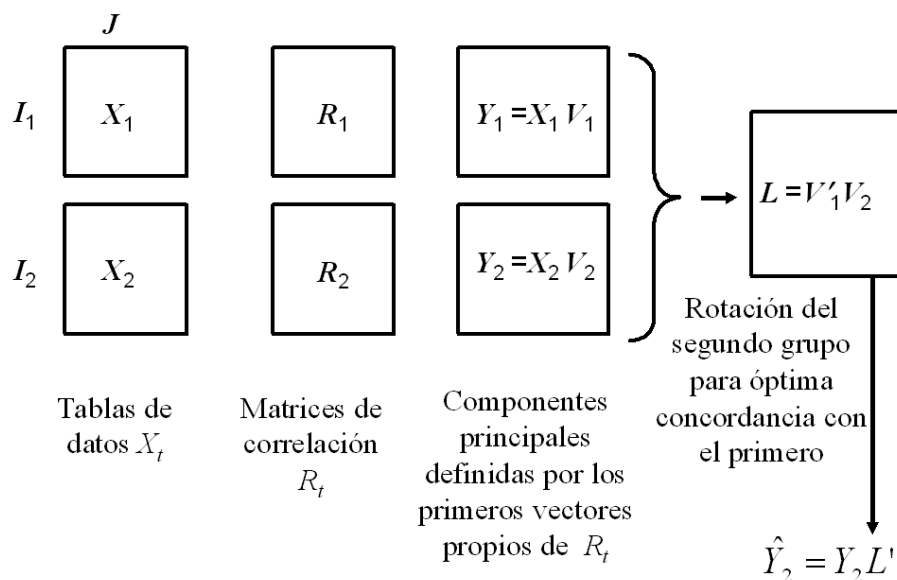 J
I₁
X₁
R₁
Y₁ =X₁ V₁
L =V′₁V₂
I₂
X₂
R₂
Y₂ =X₂ V₂
Rotación del
segundo grupo
para óptima
concordancia con
el primero
Tablas de
datos Xₜ
Matrices de
correlación
Rₜ
Componentes
principales
definidas por los
primeros vectores
propios de Rₜ
Ŷ₂ = Y₂L'